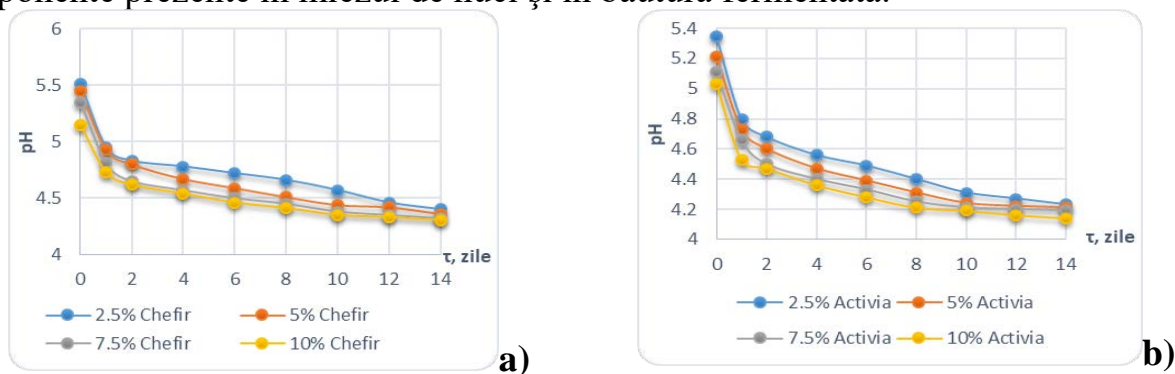 ponente prezente în miezul de nuci şi în băutura fermentată.
6
5.5
5
4.5
4
pH
0 2 4 6 8 10 12 14
τ, zile
2.5% Chefir 5% Chefir
7.5% Chefir 10% Chefir
a)
5.4
5.2
5
4.8
4.6
4.4
4.2
4
pH
0 2 4 6 8 10 12 14
τ, zile
2.5% Activia 5% Activia
7.5% Activia 10% Activia
b)